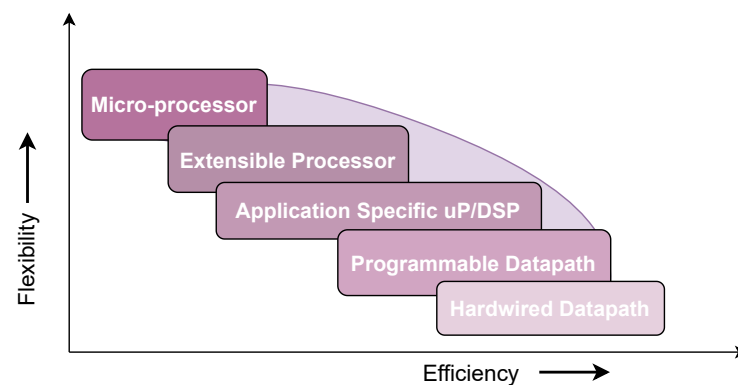 Micro-processor
Extensible Processor
Application Specific uP/DSP
Programmable Datapath
Hardwired Datapath
Flexibility
Efficiency